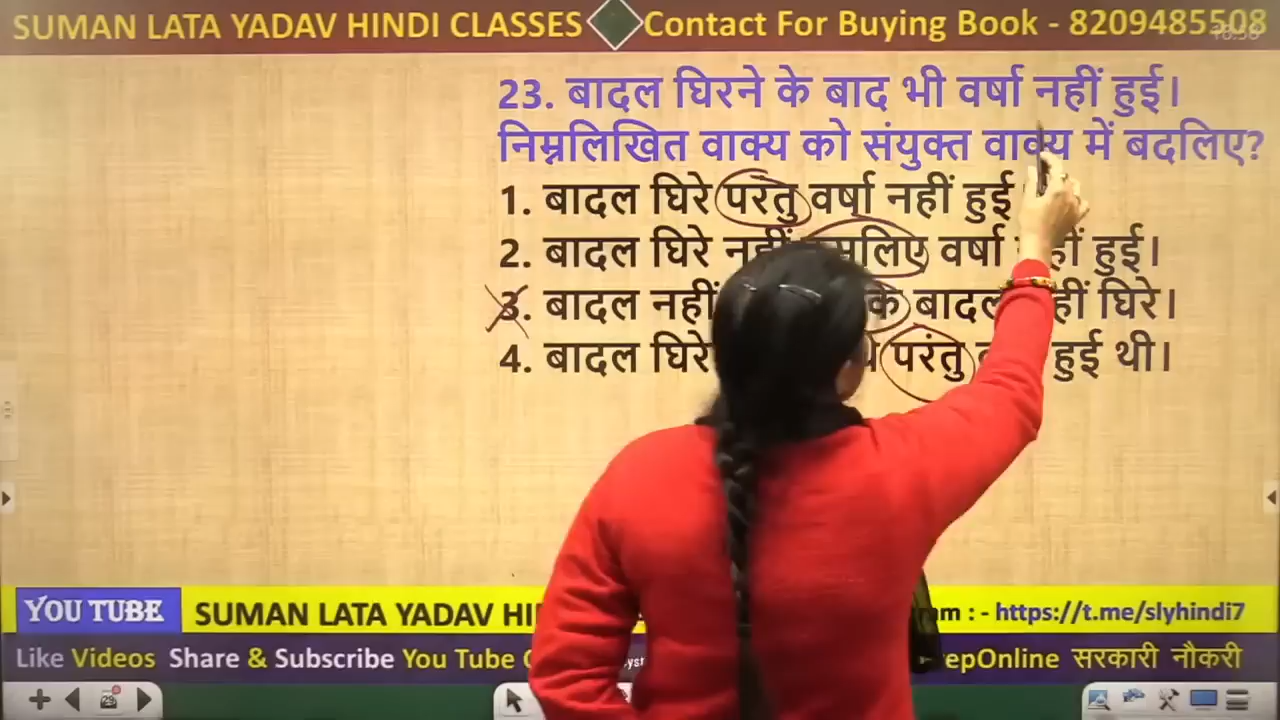 SUMAN LATA YADAV HINDI CLASSES Contact For Buying Book - 8209485508
23. बादल घिरने के बाद भी वर्षा नहीं हुई।
निम्नलिखित वाक्य को संयुक्त वाक्य में बदलिए?
1. बादल घिरे परंतु वर्षा नहीं हुई
2. बादल घिरे नहीं वर्षा हुई।
3. बादल नहीं बादल घिरे।
4. बादल घिरे परंतु हुई थी।
YOU TUBE SUMAN LATA YADAV : - https://t.me/slyhindi7
Like Videos Share & Subscribe You Tube सरकारी नौकरी